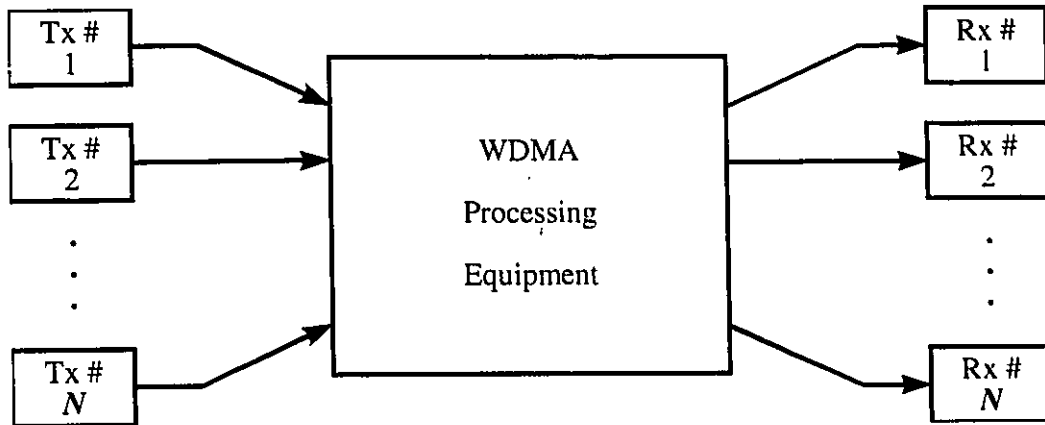 Tx #
1
Tx #
2
Tx #
N
WDMA
Processing
Equipment
Rx #
1
Rx #
2
Rx #
N